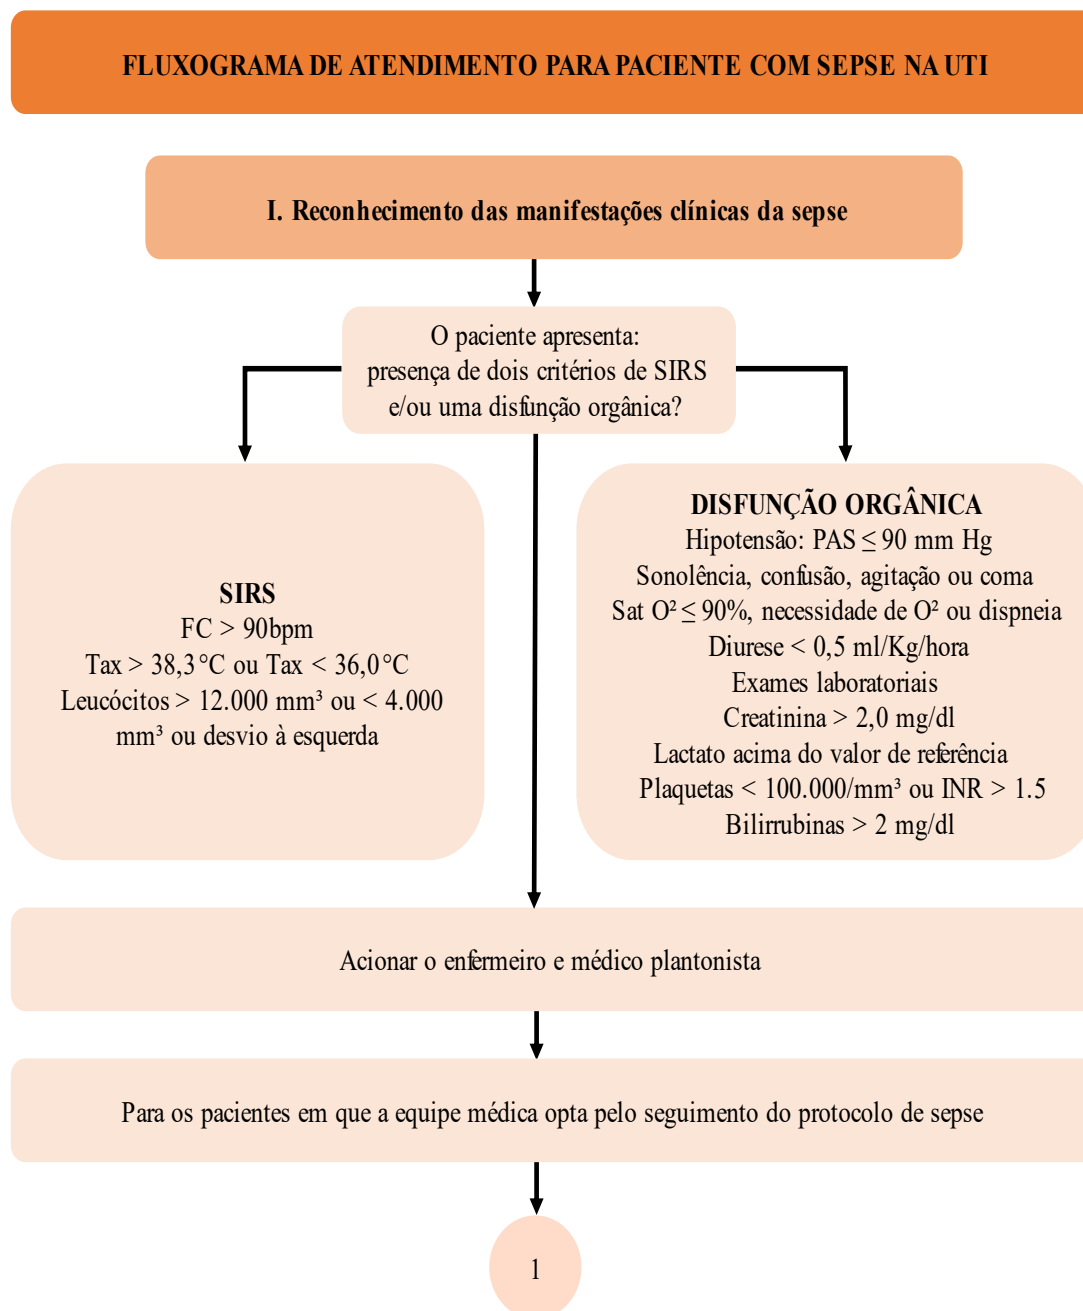 FLUXOGRAMA DE ATENDIMENTO PARA PACIENTE COM SEPSE NA UTI
I. Reconhecimento das manifestações clínicas da sepse
O paciente apresenta:
presença de dois critérios de SIRS
e/ou uma disfunção orgânica?
SIRS
FC > 90bpm
Tax > 38,3°C ou Tax < 36,0°C
Leucócitos > 12.000 mm³ ou < 4.000
mm³ ou desvio à esquerda
DISFUNÇÃO ORGÂNICA
Hipotensão: PAS ≤ 90 mm Hg
Sonolência, confusão, agitação ou coma
Sat O² ≤ 90%, necessidade de O² ou dispneia
Diurese < 0,5 ml/Kg/hora
Exames laboratoriais
Creatinina > 2,0 mg/dl
Lactato acima do valor de referência
Plaquetas < 100.000/mm³ ou INR > 1.5
Bilirrubinas > 2 mg/dl
Acionar o enfermeiro e médico plantonista
Para os pacientes em que a equipe médica opta pelo seguimento do protocolo de sepse
1